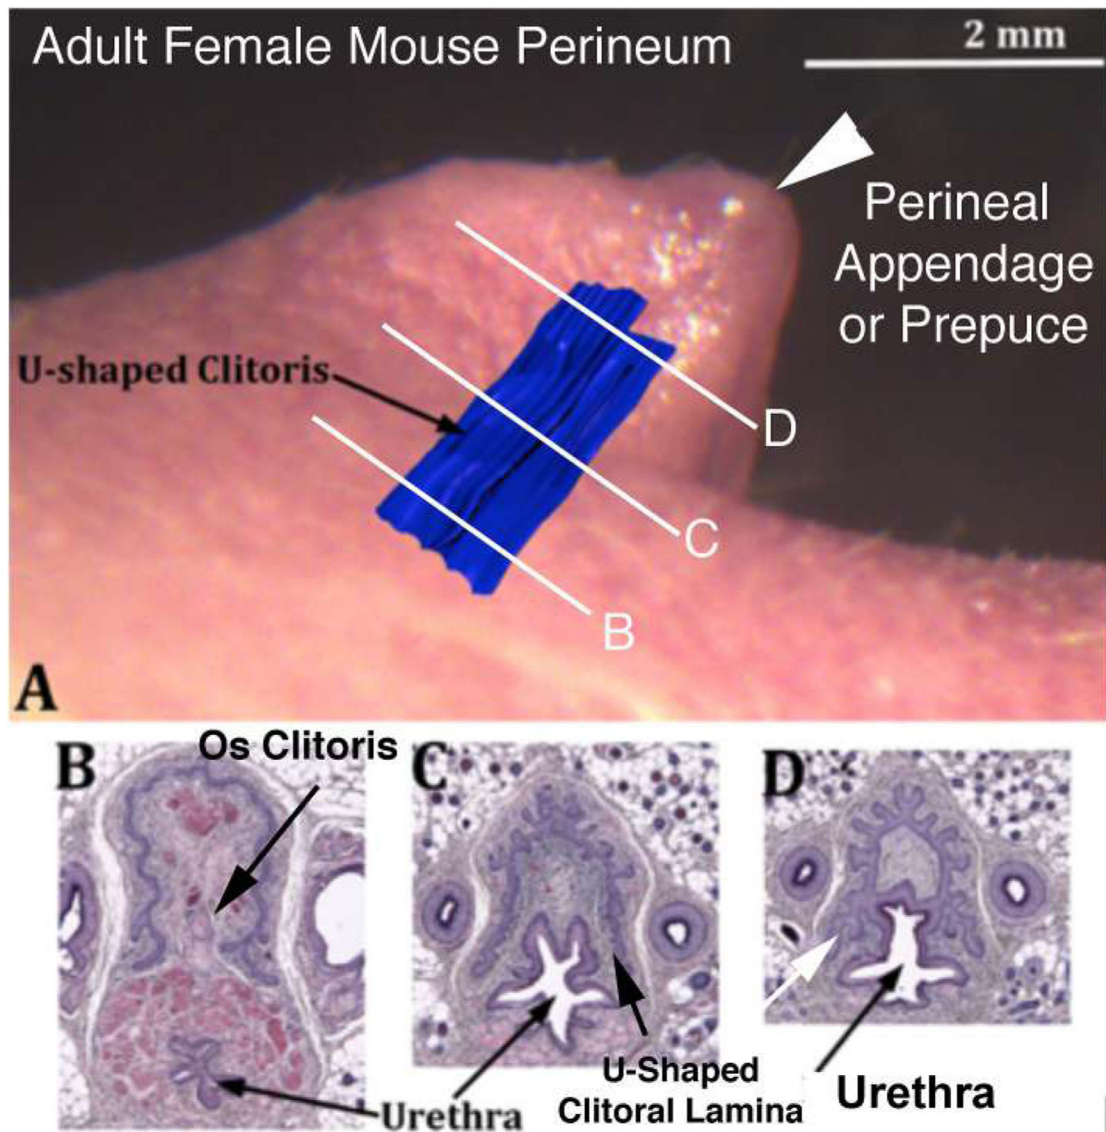 Adult Female Mouse Perineum
2 mm
Perineal
Appendage
or Prepuce
U-shaped Clitoris
D
C
B
A
Os Clitoris
B
C
D
Urethra
U-Shaped
Clitoral Lamina
Urethra